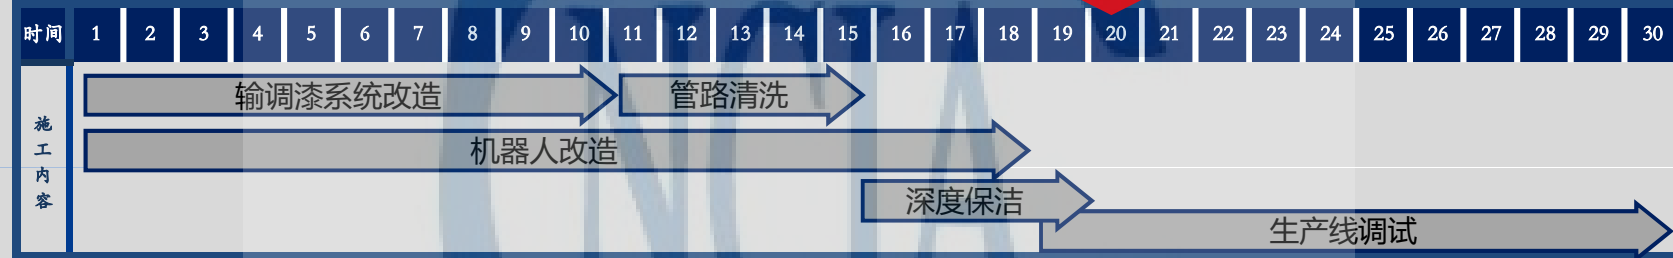 时间 1 2 3 4 5 6 7 8 9 10 11 12 13 14 15 16 17 18 19 20 21 22 23 24 25 26 27 28 29 30
施工内容
输调漆系统改造 管路清洗
机器人改造
深度保洁
生产线调试
CNCIAS